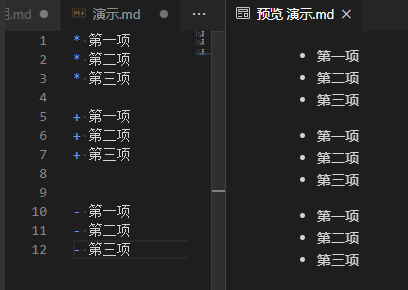 .md
演示.md
...
预览 演示.md
1 * 第一项
2 * 第二项
3 * 第三项
4
5 + 第一项
6 + 第二项
7 + 第三项
8
9
10 - 第一项
11 - 第二项
12 - 第三项
• 第一项
• 第二项
• 第三项
• 第一项
• 第二项
• 第三项
• 第一项
• 第二项
• 第三项